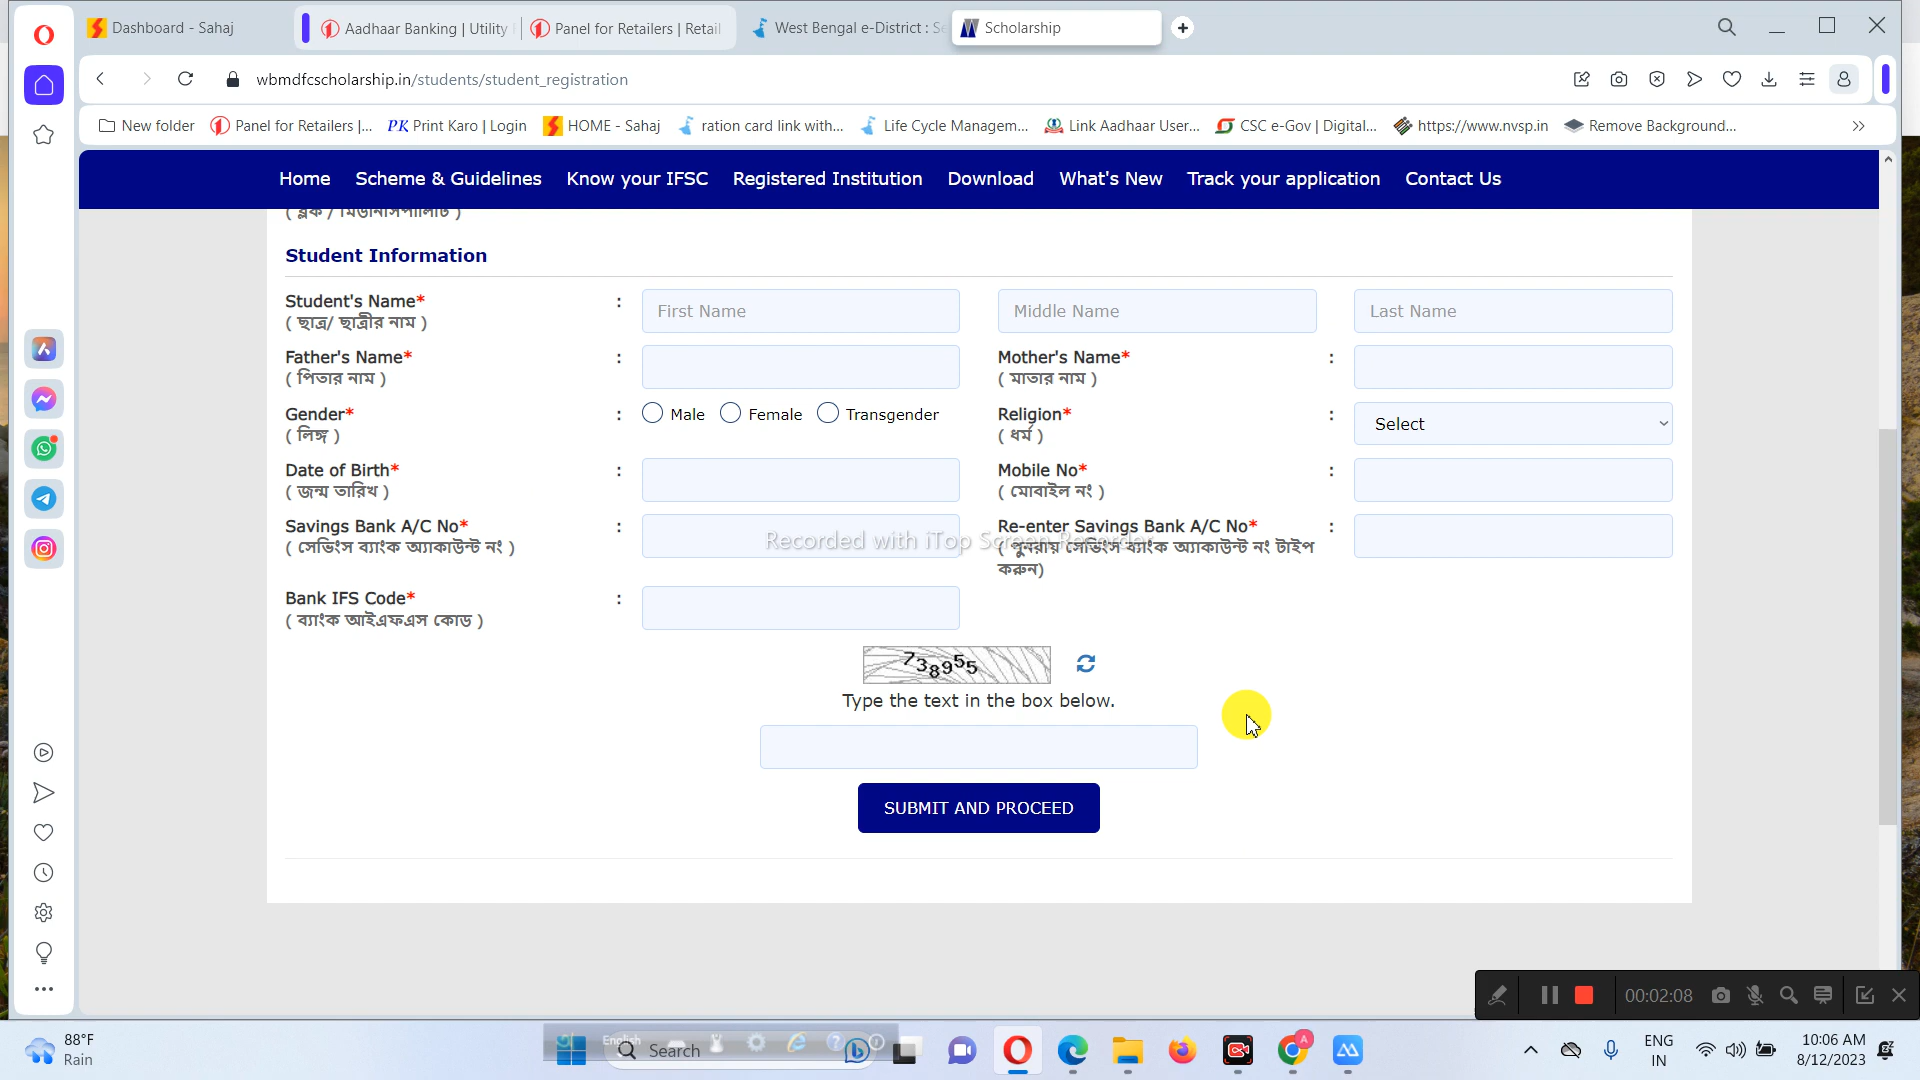 Dashboard - Sahaj
Aadhaar Banking | Utility
Panel for Retailers | Retail
West Bengal e-District : Se
Scholarship
wbmdfcscholarship.in/students/student_registration
New folder
Panel for Retailers |...
PK Print Karo | Login
HOME - Sahaj
ration card link with...
Life Cycle Managem...
Link Aadhaar User...
CSC e-Gov | Digital...
https://www.nvsp.in
Remove Background...
Home Scheme & Guidelines Know your IFSC Registered Institution Download What's New Track your application Contact Us
( ব্লক / মিউনিসিপালিটি )
Student Information
Student's Name* : First Name Middle Name Last Name
( ছাত্র/ ছাত্রীর নাম )
Father's Name* : Mother's Name* :
( পিতার নাম ) ( মাতার নাম )
Gender* : Male Female Transgender Religion* : Select
( লিঙ্গ ) ( ধর্ম )
Date of Birth* : Mobile No* :
( জন্ম তারিখ ) ( মোবাইল নং )
Savings Bank A/C No* : Re-enter Savings Bank A/C No* :
Recorded with iTop Screen Recorder
( সেভিংস ব্যাংক অ্যাকাউন্ট নং ) ( পুনরায় সেভিংস ব্যাংক অ্যাকাউন্ট নং টাইপ
করুন)
Bank IFS Code* :
( ব্যাংক আইএফএস কোড )
738955
Type the text in the box below.
SUBMIT AND PROCEED
00:02:08
88°F
Rain
English
Search
ENG
IN
10:06 AM
8/12/2023